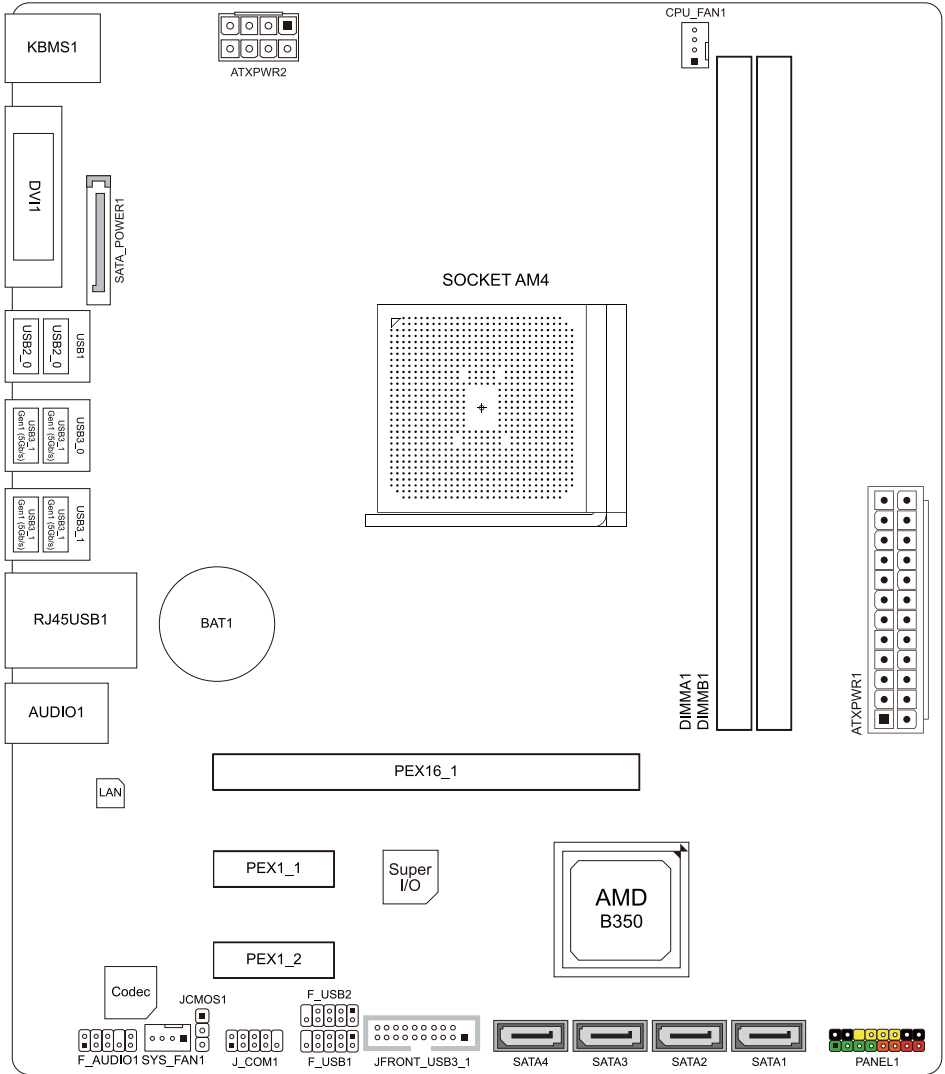 CPU_FAN1
KBMS1
ATXPWR2
DVI1
SATA_POWER1
SOCKET AM4
USB1
USB2_0
USB2_0
USB3_0
USB3_1
Gen1 (5Gb/s)
USB3_1
Gen1 (5Gb/s)
USB3_1
USB3_1
Gen1 (5Gb/s)
USB3_1
Gen1 (5Gb/s)
RJ45USB1
BAT1
AUDIO1
DIMMA1
DIMMB1
ATXPWR1
PEX16_1
LAN
PEX1_1
Super
I/O
AMD
B350
PEX1_2
Codec
JCMOS1
F_USB2
F_AUDIO1
SYS_FAN1
J_COM1
F_USB1
JFRONT_USB3_1
SATA4
SATA3
SATA2
SATA1
PANEL1